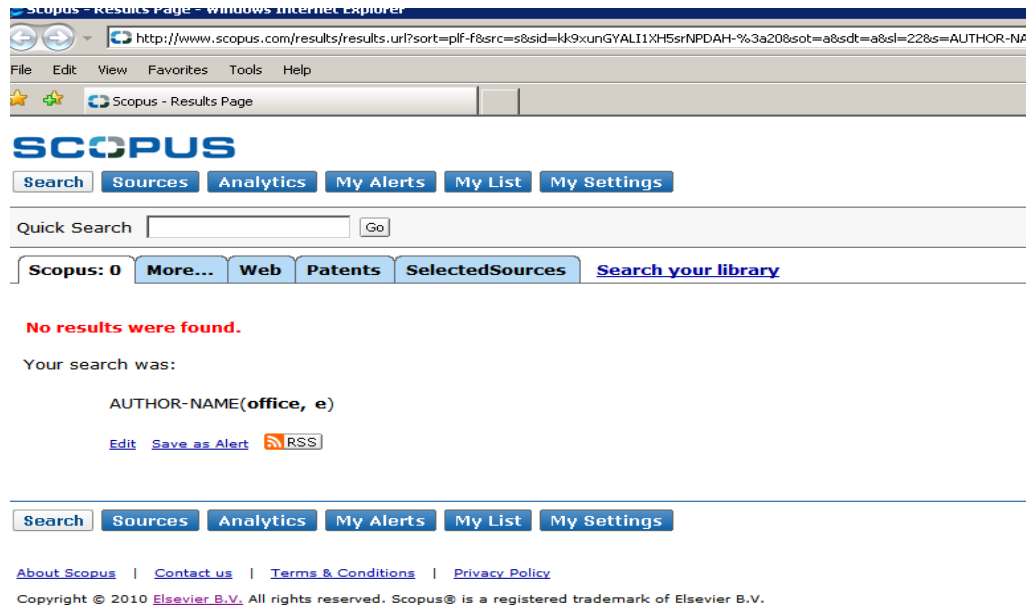 Scopus - Results Page - Windows Internet Explorer
http://www.scopus.com/results/results.url?sort=plf-f&src=s&sid=kk9xunGYALI1XH5srNPDAH-%3a20&sot=a&sdt=a&sl=22&s=AUTHOR-NA
File Edit View Favorites Tools Help
Scopus - Results Page
SCOPUS
Search Sources Analytics My Alerts My List My Settings
Quick Search Go
Scopus: 0 More... Web Patents SelectedSources Search your library
No results were found.
Your search was:
AUTHOR-NAME(office, e)
Edit Save as Alert RSS
Search Sources Analytics My Alerts My List My Settings
About Scopus | Contact us | Terms & Conditions | Privacy Policy
Copyright © 2010 Elsevier B.V. All rights reserved. Scopus® is a registered trademark of Elsevier B.V.